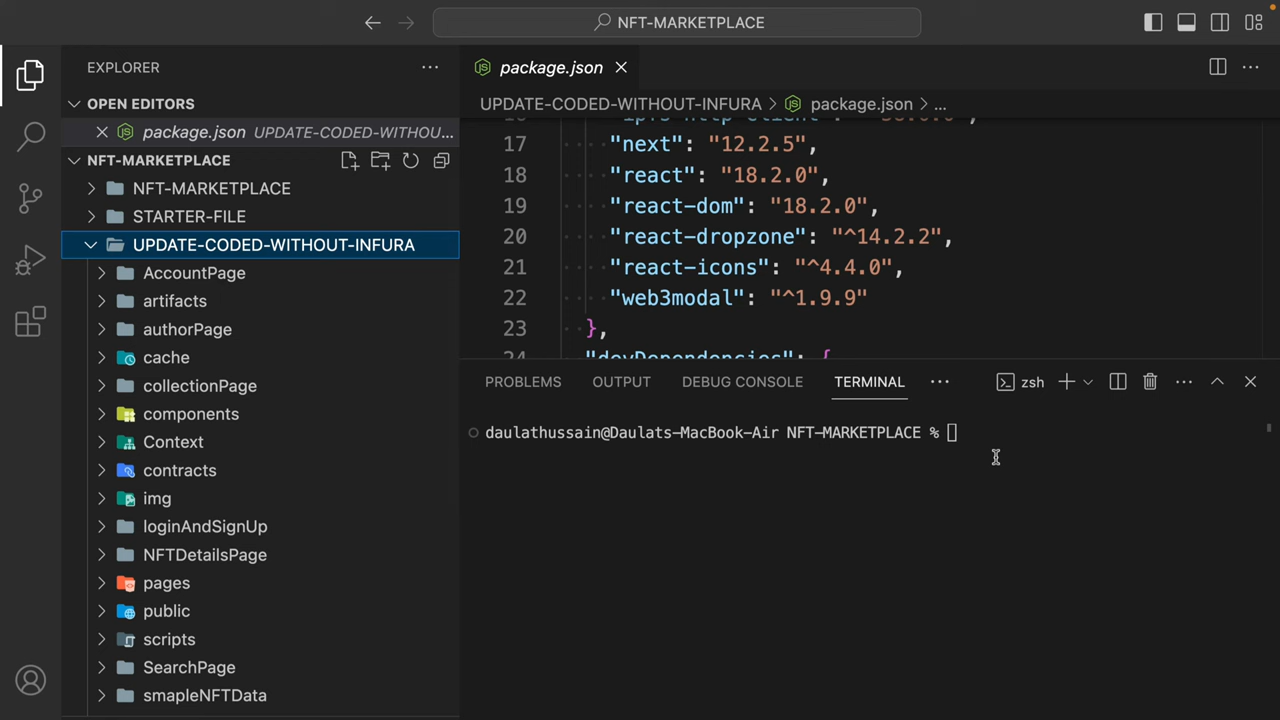 NFT-MARKETPLACE
EXPLORER
OPEN EDITORS
package.json UPDATE-CODED-WITHOU...
NFT-MARKETPLACE
NFT-MARKETPLACE
STARTER-FILE
UPDATE-CODED-WITHOUT-INFURA
AccountPage
artifacts
authorPage
cache
collectionPage
components
Context
contracts
img
loginAndSignUp
NFTDetailsPage
pages
public
scripts
SearchPage
smapleNFTData
package.json
UPDATE-CODED-WITHOUT-INFURA > package.json > ...
17 "next": "12.2.5",
18 "react": "18.2.0",
19 "react-dom": "18.2.0",
20 "react-dropzone": "^14.2.2",
21 "react-icons": "^4.4.0",
22 "web3modal": "^1.9.9"
23 },
24 "devDependencies": {
PROBLEMS OUTPUT DEBUG CONSOLE TERMINAL ... zsh
daulathussain@Daulats-MacBook-Air NFT-MARKETPLACE %